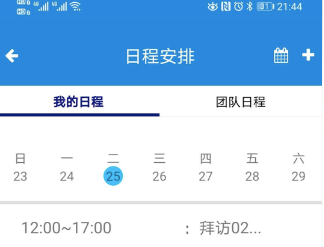 21:44
日程安排
我的日程 团队日程
日 一 二 三 四 五 六
23 24 25 26 27 28 29
12:00~17:00 : 拜访02...